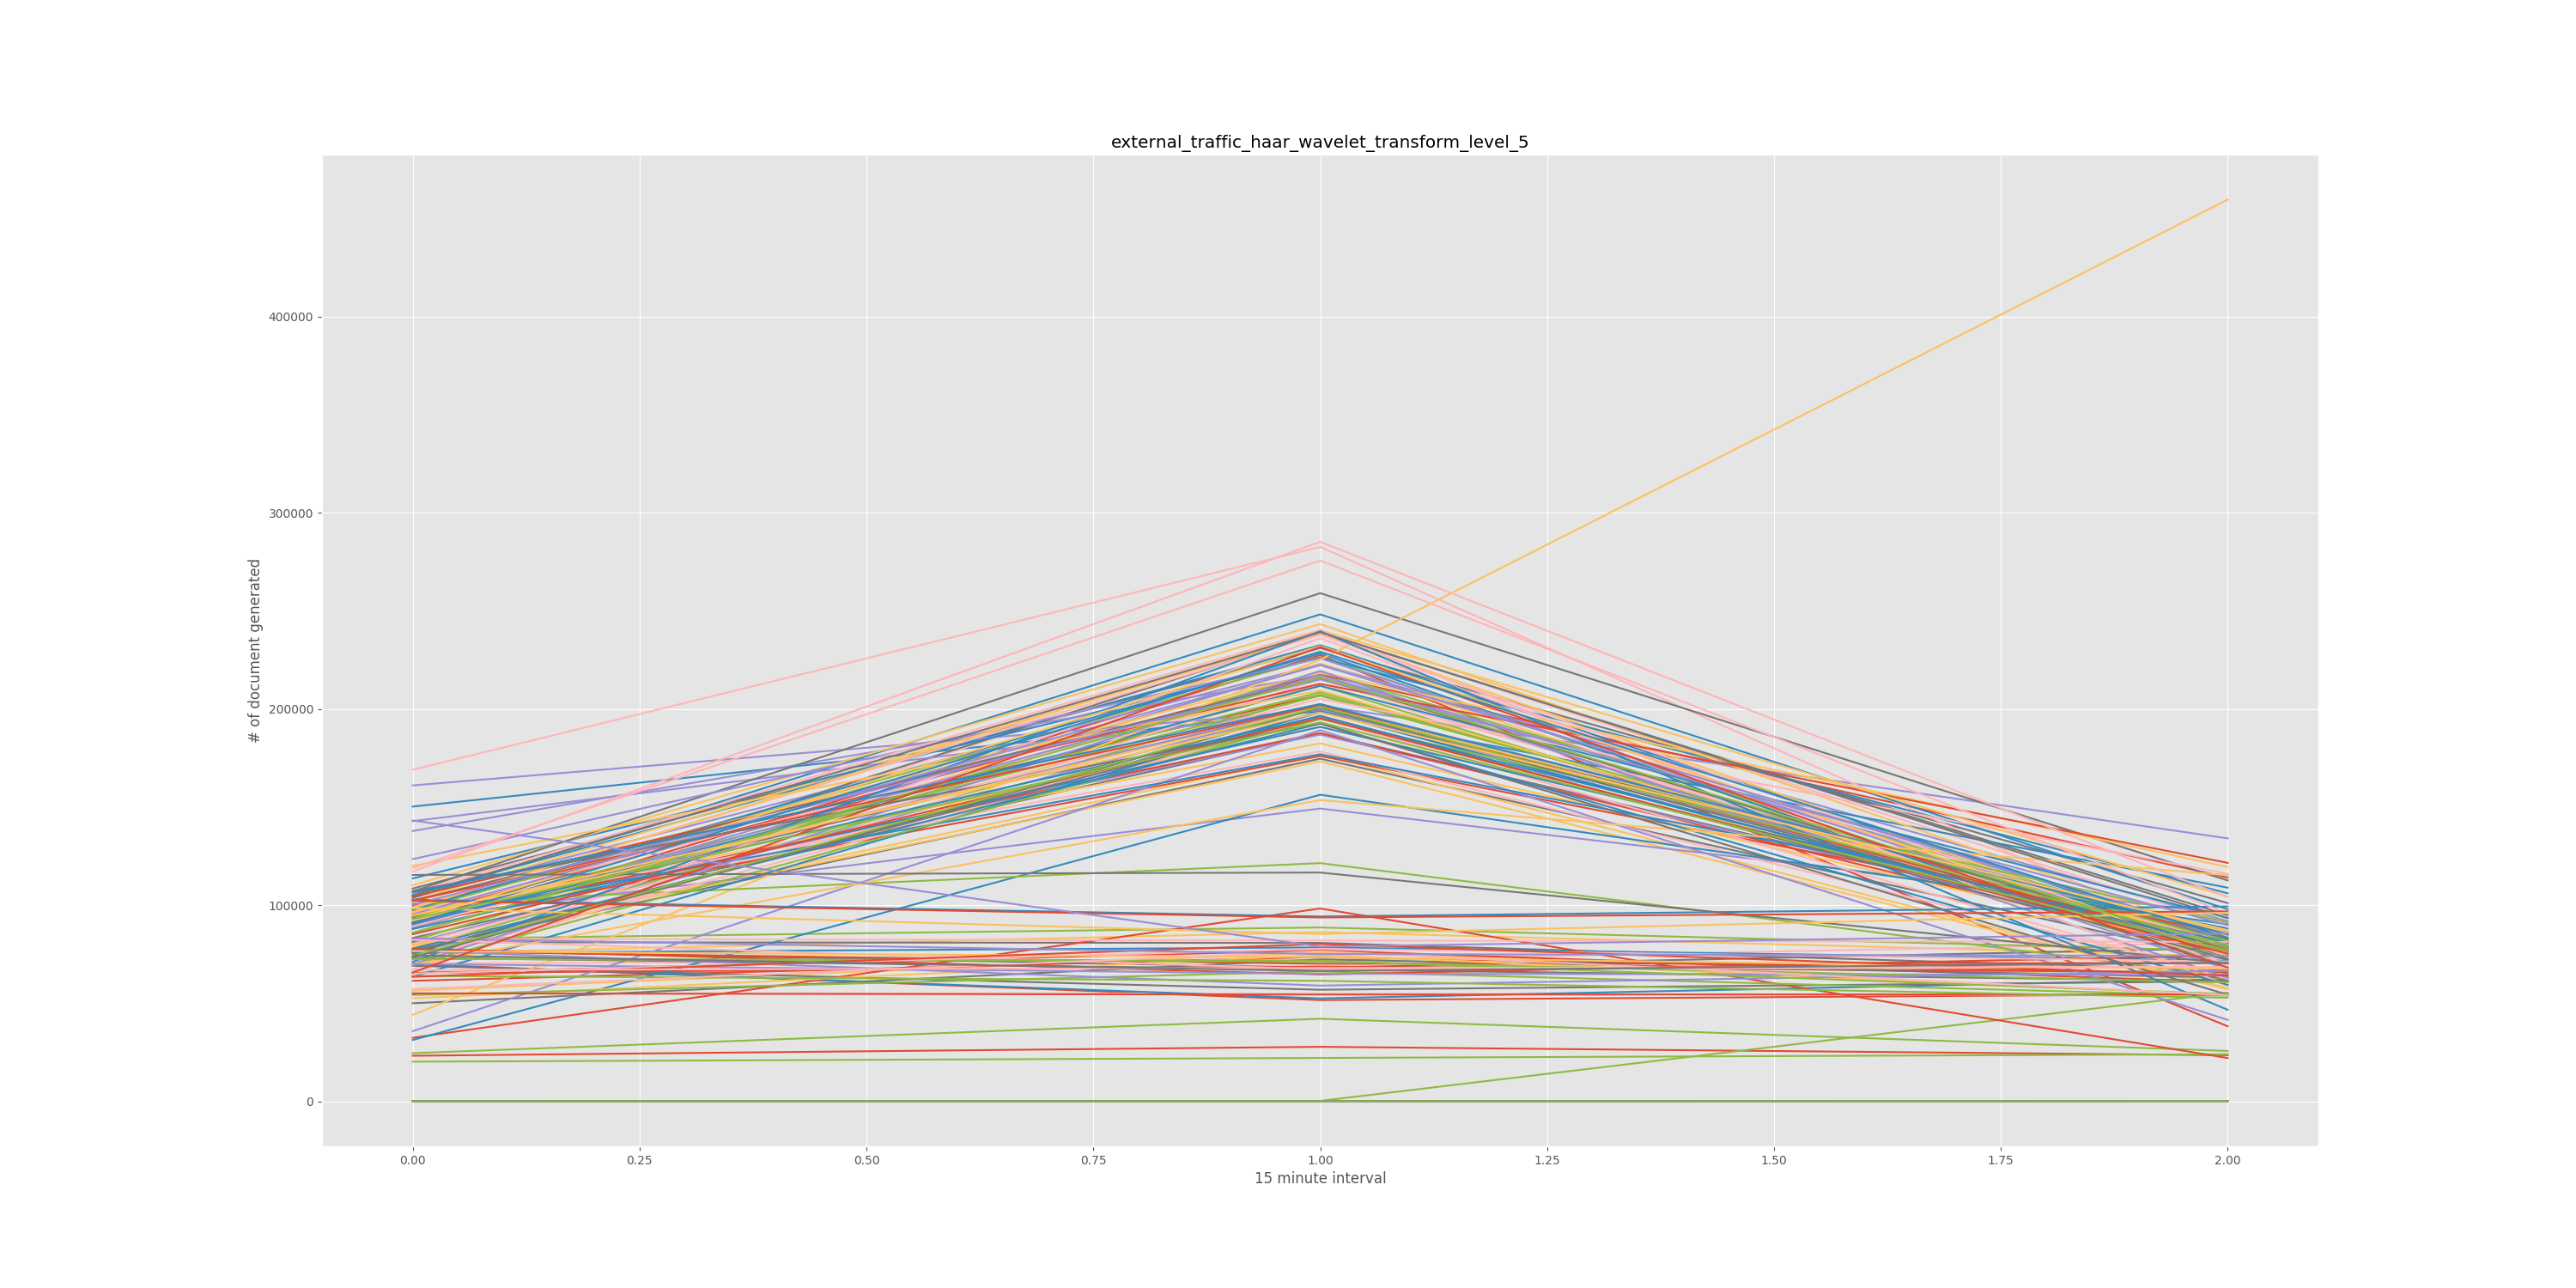 external_traffic_haar_wavelet_transform_level_5
# of document generated
400000
300000
200000
100000
0
0.00 0.25 0.50 0.75 1.00 1.25 1.50 1.75 2.00
15 minute interval